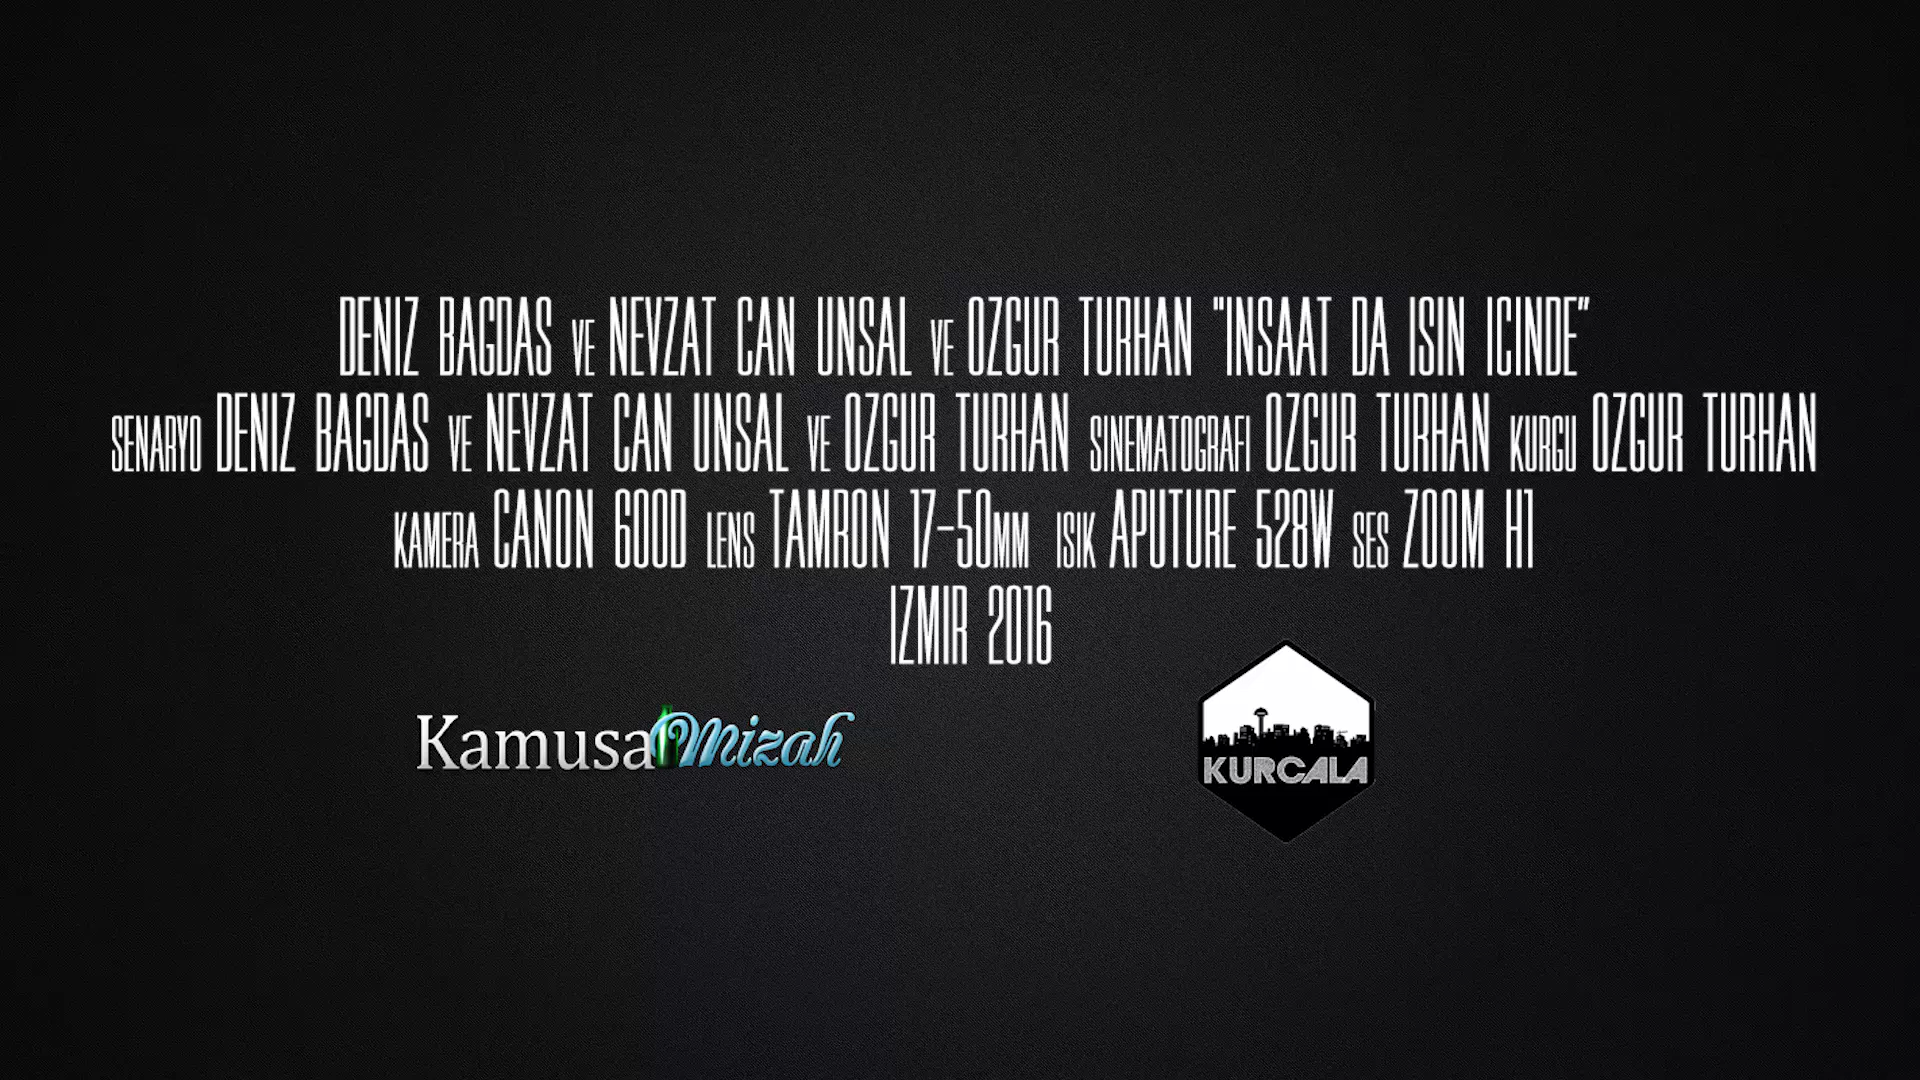 DENIZ BAGDAS VE NEVZAT CAN UNSAL VE OZGUR TURHAN "INSAAT DA ISIN ICINDE"
SENARYO DENIZ BAGDAS VE NEVZAT CAN UNSAL VE OZGUR TURHAN SINEMATOGRAFI OZGUR TURHAN KURGU OZGUR TURHAN
KAMERA CANON 600D LENS TAMRON 17-50MM ISIK APUTURE 528W SES ZOOM H1
IZMIR 2016
Kamusal Mizah
KURCALA